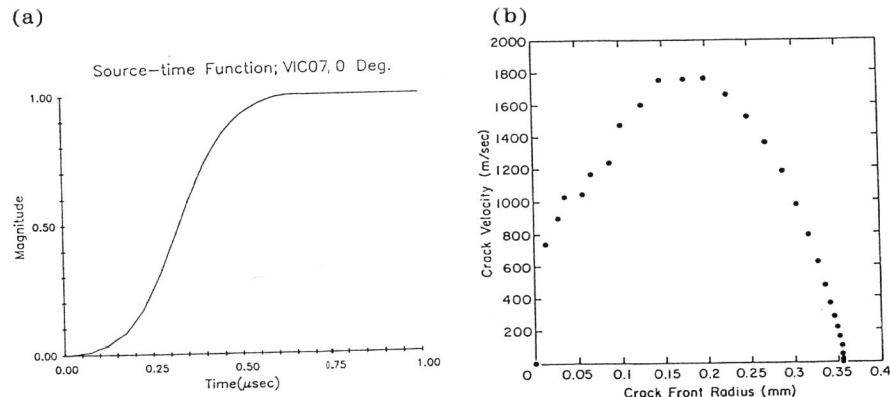 (a)
Source-time Function; VIC07, 0 Deg.
1.00
0.50
0.00
Magnitude
0.00 0.25 0.50 0.75 1.00
Time(μsec)
(b)
2000
1800
1600
1400
1200
1000
800
600
400
200
Crack Velocity (m/sec)
0 0.05 0.1 0.15 0.2 0.25 0.3 0.35 0.4
Crack Front Radius (mm)